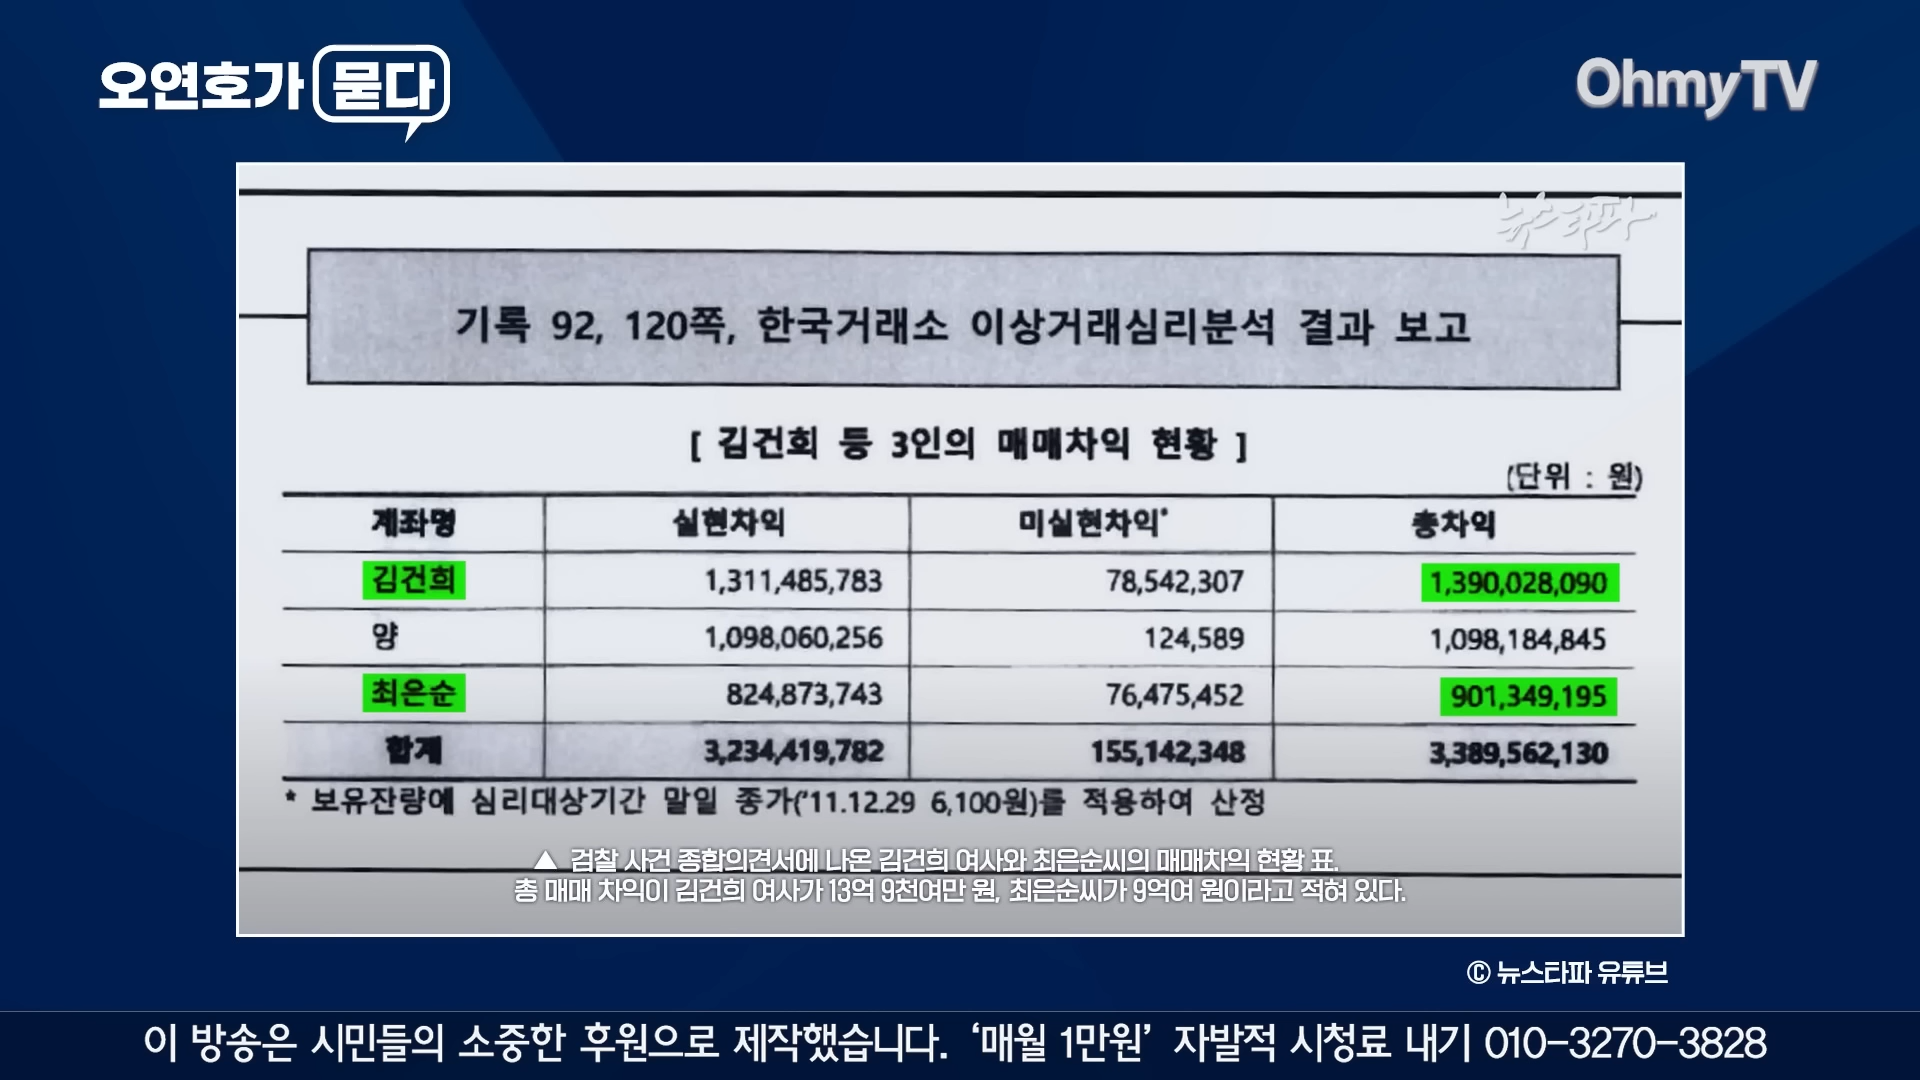 오연호가 묻다
OhmyTV
뉴스타파
기록 92, 120쪽, 한국거래소 이상거래심리분석 결과 보고
[ 김건희 등 3인의 매매차익 현황 ]
(단위 : 원)
계좌명 실현차익 미실현차익* 총차익
김건희 1,311,485,783 78,542,307 1,390,028,090
양 1,098,060,256 124,589 1,098,184,845
최은순 824,873,743 76,475,452 901,349,195
합계 3,234,419,782 155,142,348 3,389,562,130
* 보유잔량에 심리대상기간 말일 종가('11.12.29 6,100원)를 적용하여 산정
▲ 검찰 사건 종합의견서에 나온 김건희 여사와 최은순씨의 매매차익 현황 표.
총 매매 차익이 김건희 여사가 13억 9천여만 원, 최은순씨가 9억여 원이라고 적혀 있다.
© 뉴스타파 유튜브
이 방송은 시민들의 소중한 후원으로 제작했습니다. ‘매월 1만원’ 자발적 시청료 내기 010-3270-3828